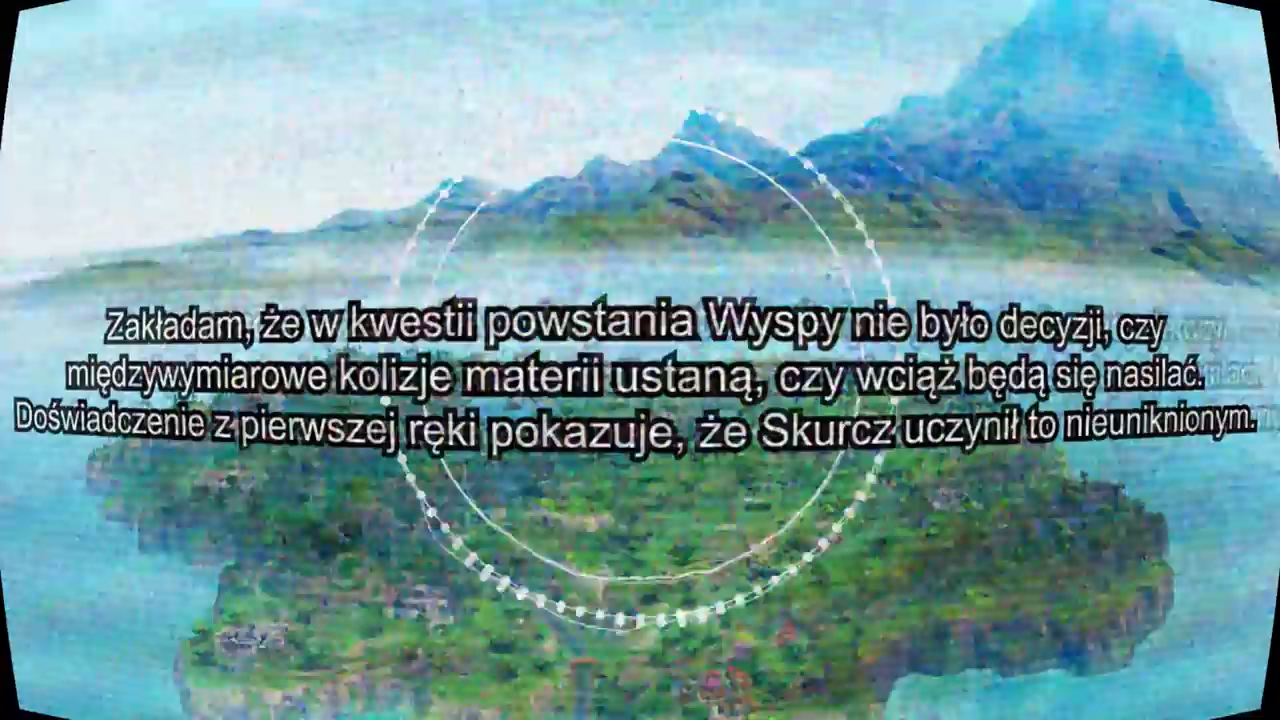 Zakładam, że w kwestii powstania Wyspy nie było decyzji, czy
międzywymiarowe kolizje materii ustaną, czy wciąż będą się nasilać.
Doświadczenie z pierwszej ręki pokazuje, że Skurcz uczynił to nieuniknionym.